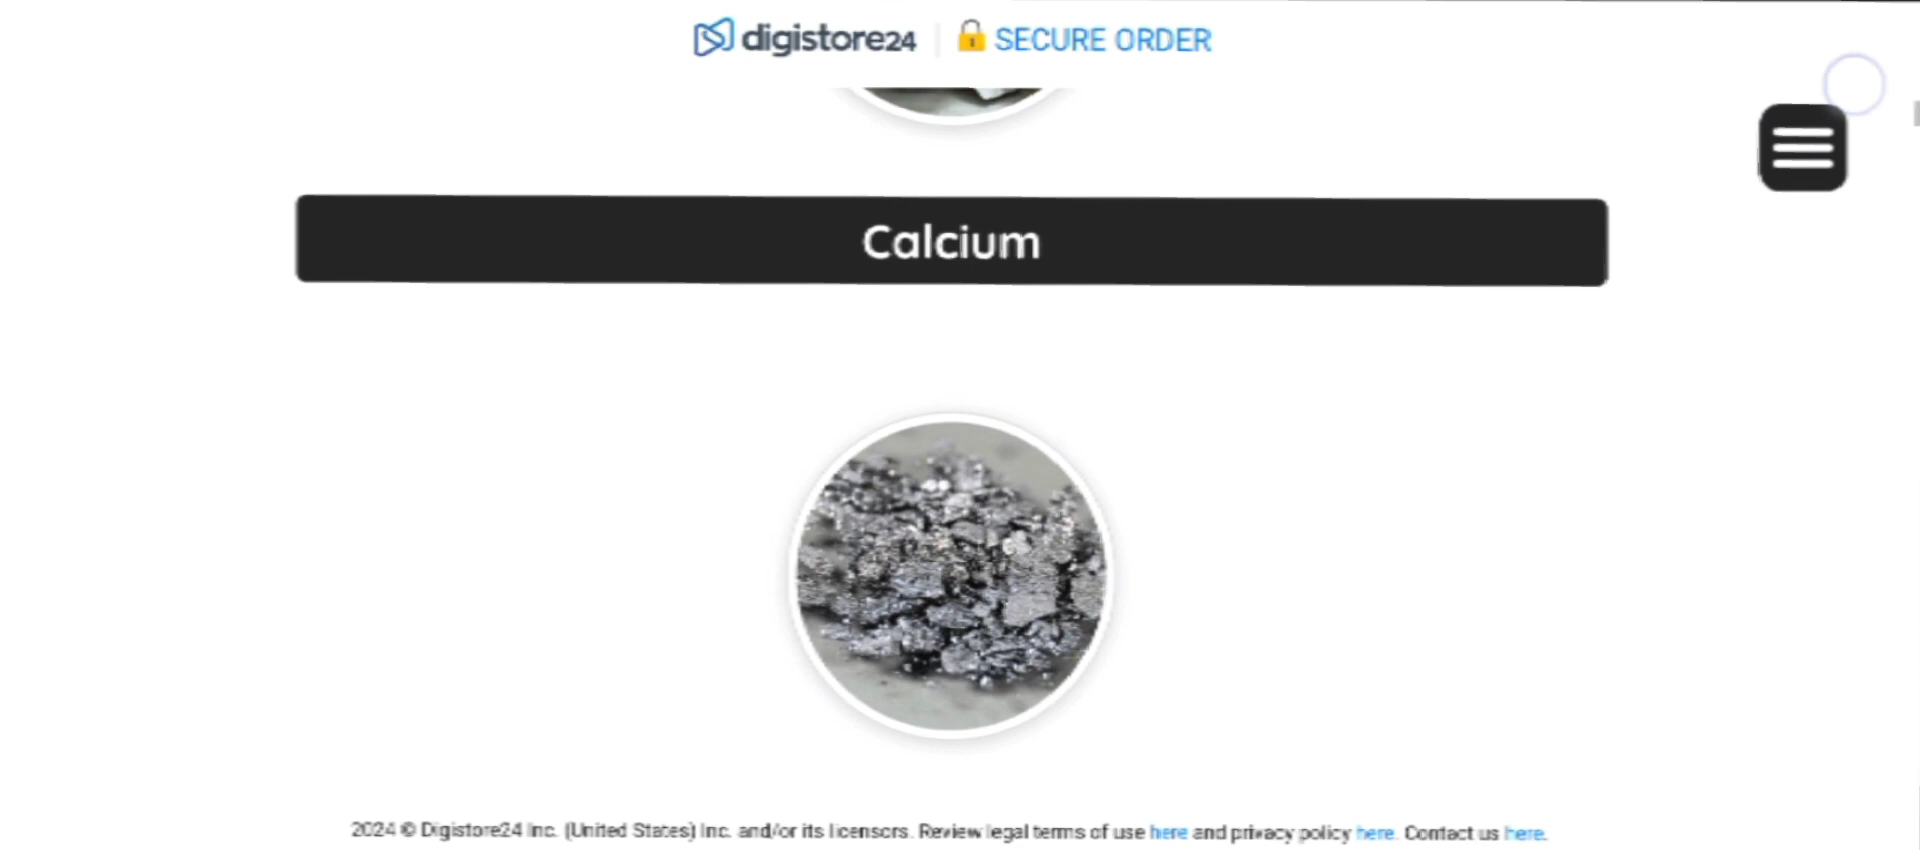 digistore24 SECURE ORDER
Calcium
2024 © Digistore24 Inc. (United States) Inc. and/or its licensors. Review legal terms of use here and privacy policy here. Contact us here.